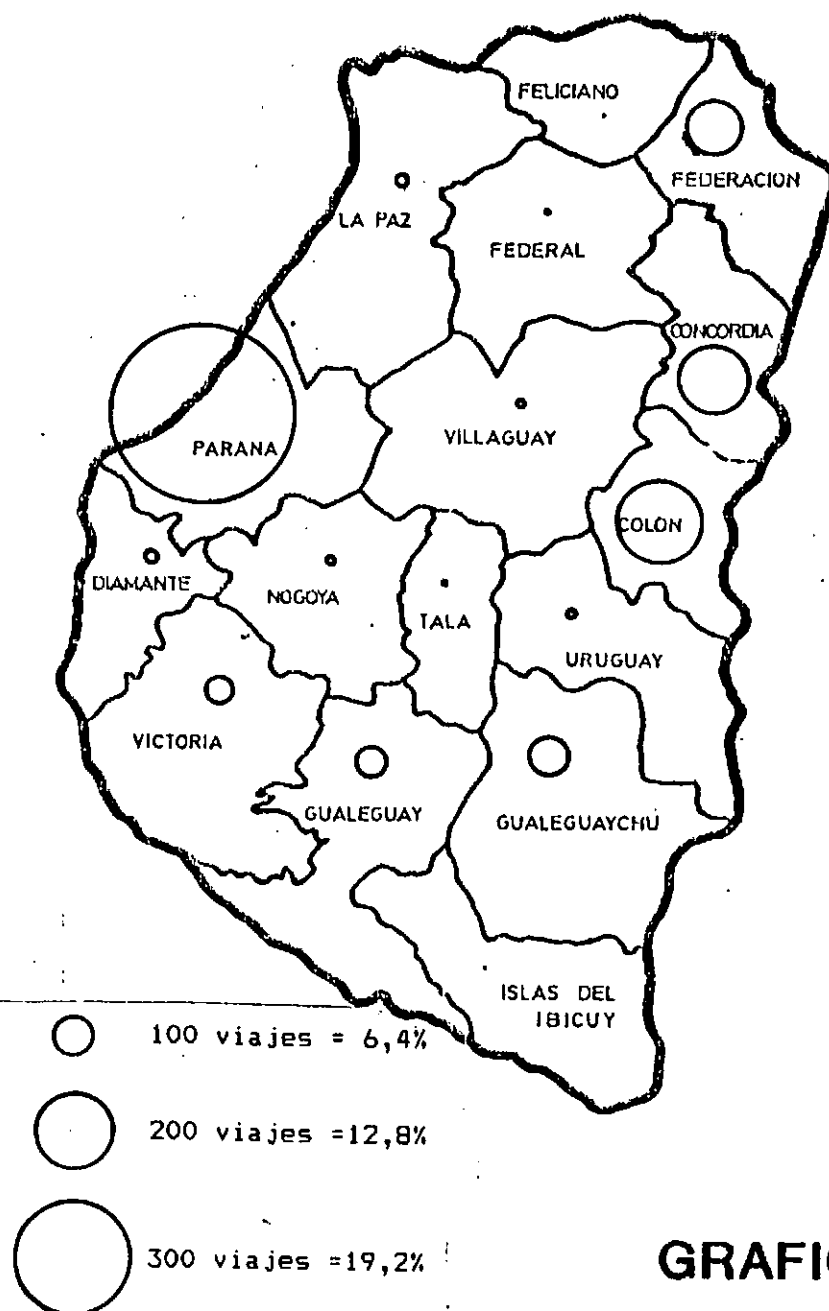 FELICIANO
FEDERACION
LA PAZ
FEDERAL
CONCORDIA
PARANA
VILLAGUAY
COLON
DIAMANTE
NOGOYA
TALA
URUGUAY
VICTORIA
GUALEGUAY
GUALEGUAYCHU
ISLAS DEL
IBICUY
100 viajes = 6,4%
200 viajes =12,8%
300 viajes =19,2%